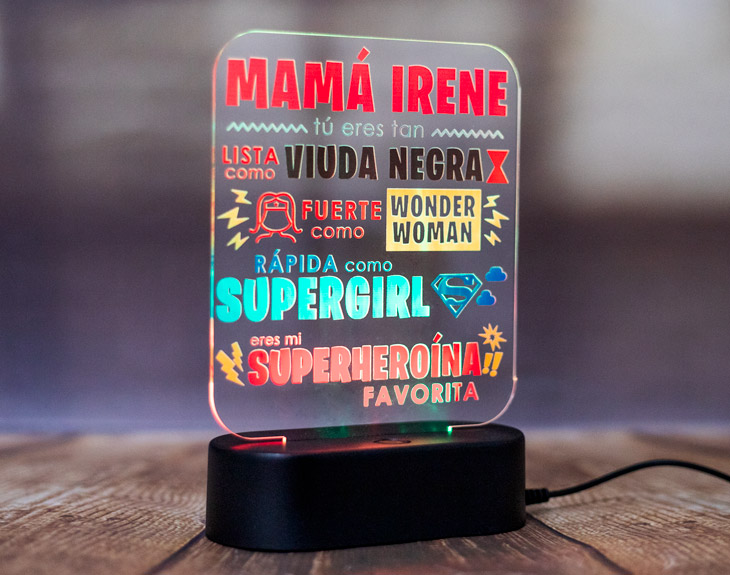 MAMÁ IRENE
tú eres tan
LISTA como VIUDA NEGRA
FUERTE como WONDER WOMAN
RÁPIDA como
SUPERGIRL
eres mi
SUPERHEROÍNA!!
FAVORITA